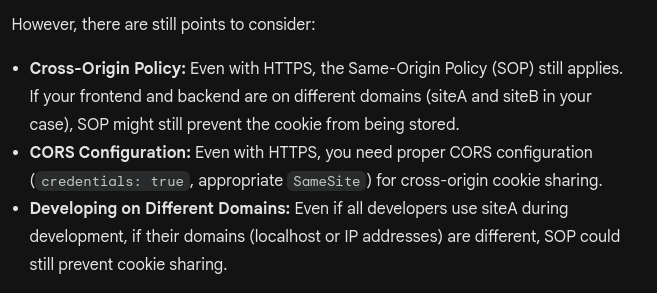 However, there are still points to consider:
• Cross-Origin Policy: Even with HTTPS, the Same-Origin Policy (SOP) still applies.
If your frontend and backend are on different domains (siteA and siteB in your
case), SOP might still prevent the cookie from being stored.
• CORS Configuration: Even with HTTPS, you need proper CORS configuration
( credentials: true , appropriate SameSite ) for cross-origin cookie sharing.
• Developing on Different Domains: Even if all developers use siteA during
development, if their domains (localhost or IP addresses) are different, SOP could
still prevent cookie sharing.